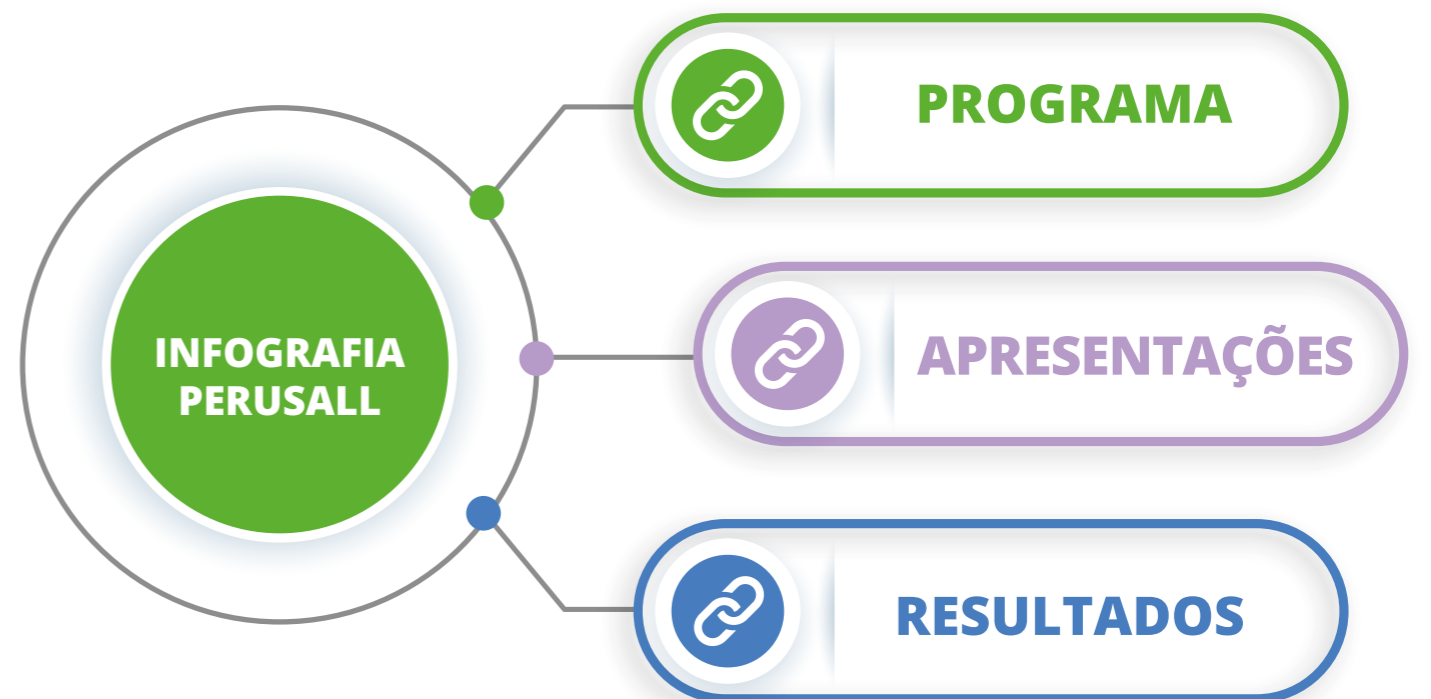 INFOGRAFIA
PERUSALL
PROGRAMA
APRESENTAÇÕES
RESULTADOS